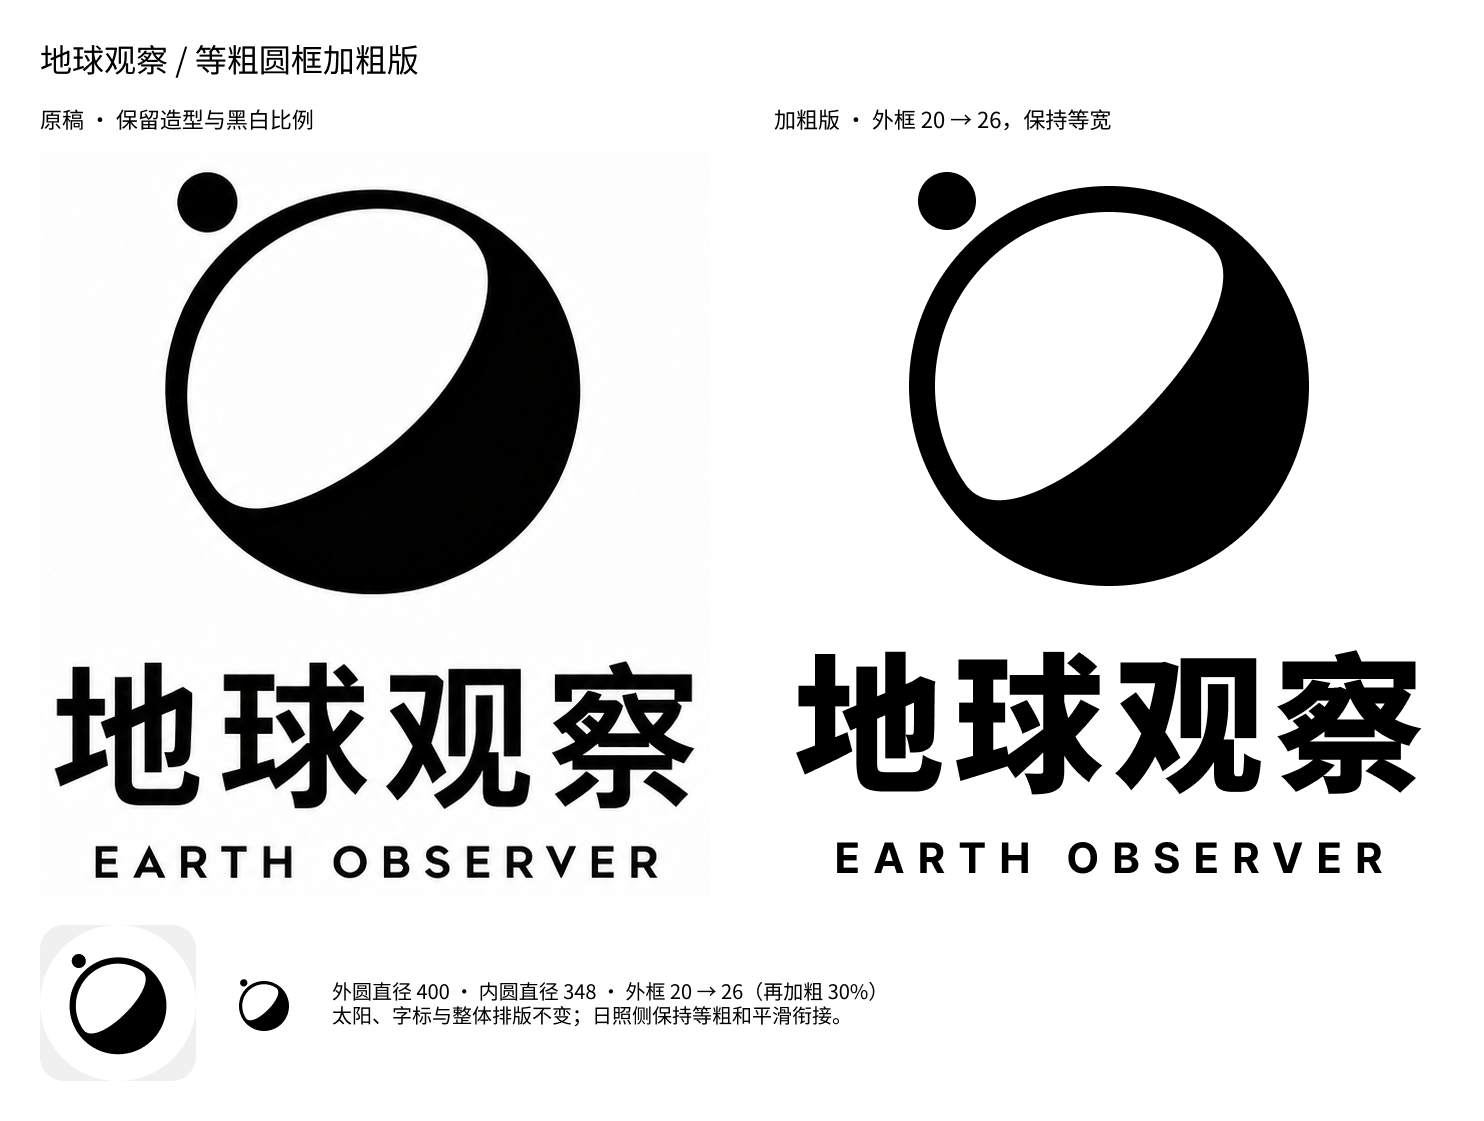 地球观察 / 等粗圆框加粗版
原稿 · 保留造型与黑白比例
加粗版 · 外框 20 → 26，保持等宽
地球观察
EARTH OBSERVER
地球观察
EARTH OBSERVER
外圆直径 400 · 内圆直径 348 · 外框 20 → 26（再加粗 30%）
太阳、字标与整体排版不变；日照侧保持等粗和平滑衔接。